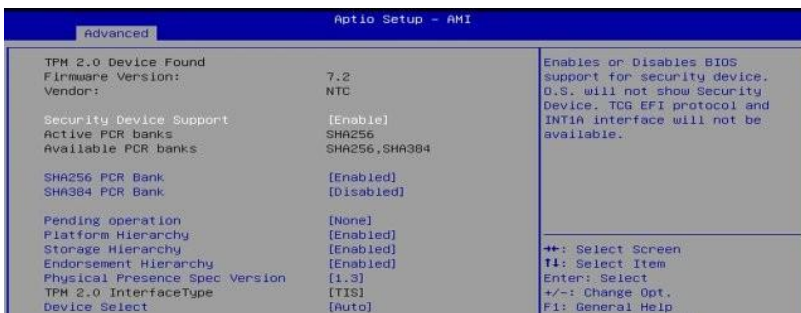 Aptio Setup - AMI
Advanced
TPM 2.0 Device Found
Firmware Version: 7.2
Vendor: NTC
Security Device Support [Enable]
Active PCR banks SHA256
Available PCR banks SHA256,SHA384
SHA256 PCR Bank [Enabled]
SHA384 PCR Bank [Disabled]
Pending operation [None]
Platform Hierarchy [Enabled]
Storage Hierarchy [Enabled]
Endorsement Hierarchy [Enabled]
Physical Presence Spec Version [1.3]
TPM 2.0 InterfaceType [TIS]
Device Select [Auto]
Enables or Disables BIOS
support for security device.
O.S. will not show Security
Device. TCG EFI protocol and
INT1A interface will not be
available.
→←: Select Screen
↑↓: Select Item
Enter: Select
+/-: Change Opt.
F1: General Help